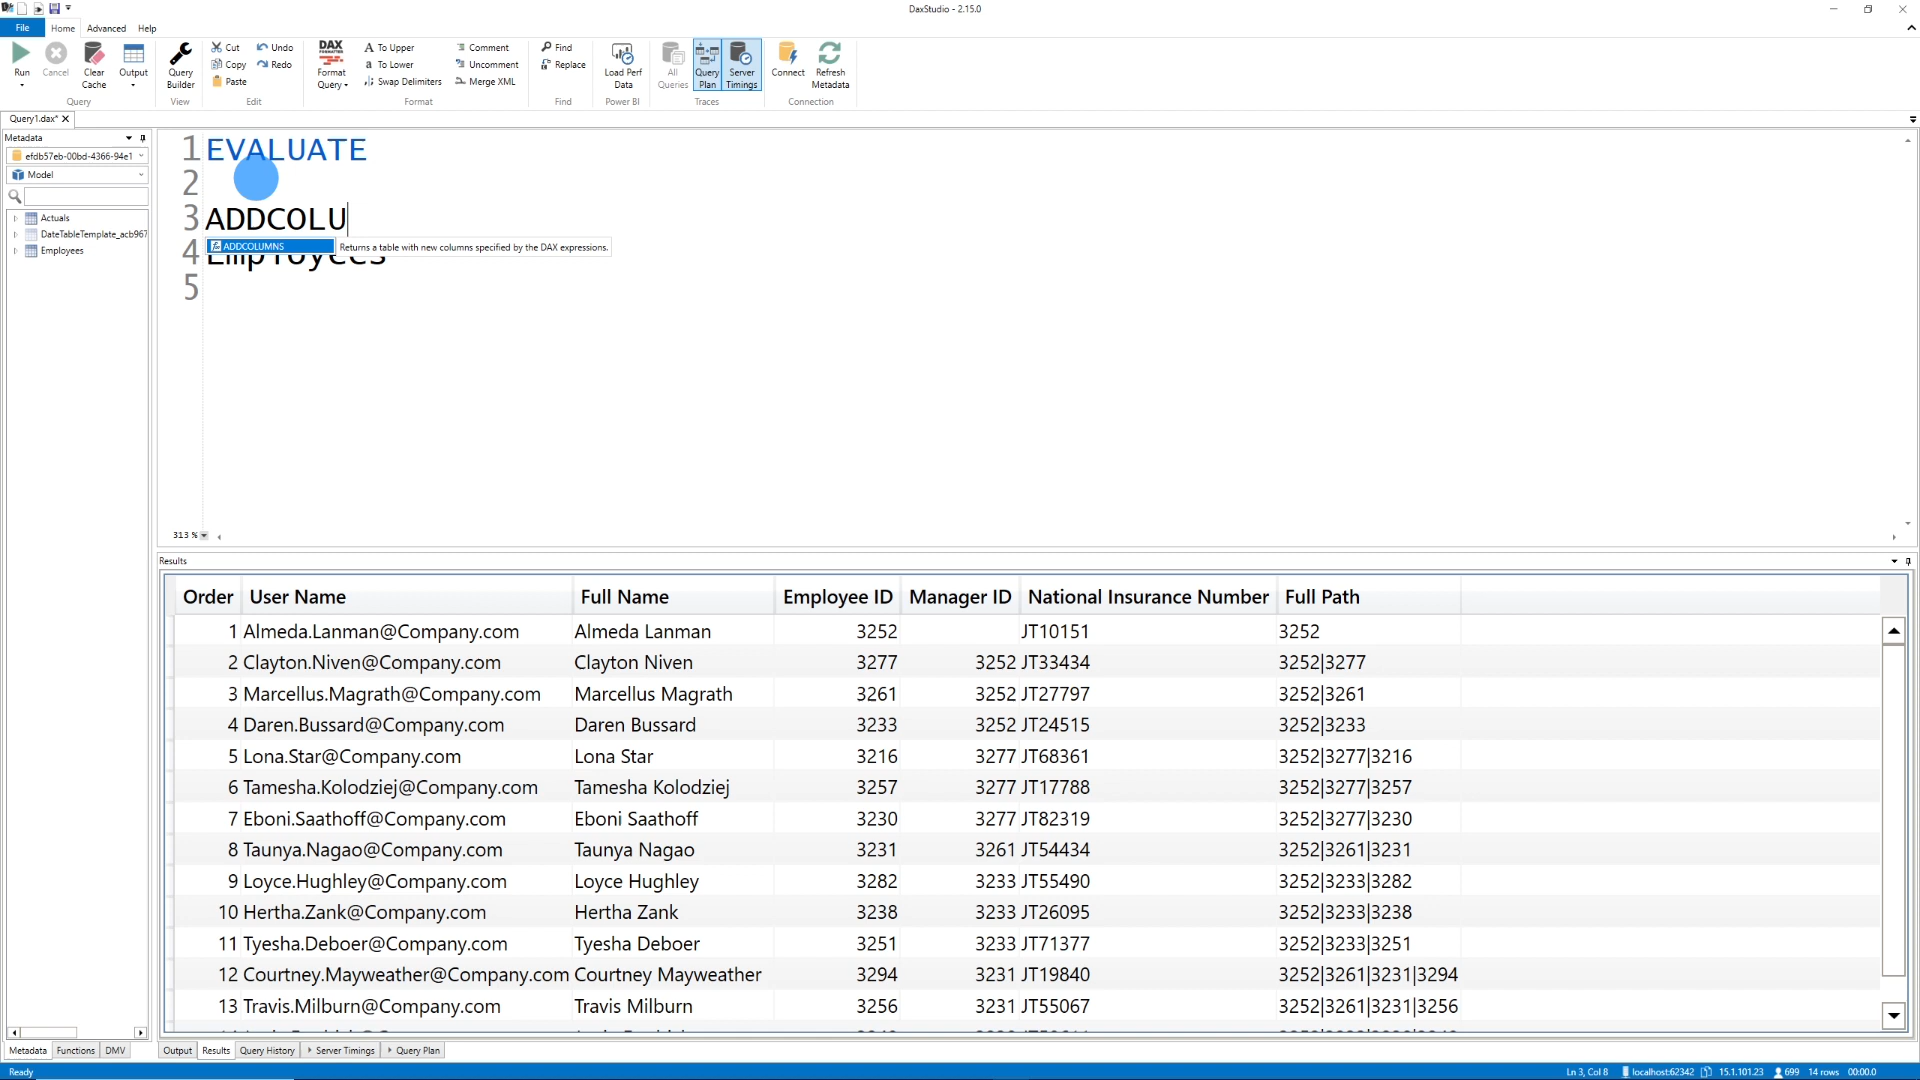 DaxStudio - 2.15.0
File Home Advanced Help
Run Cancel Clear Cache Output
Query
Query Builder
View
Cut Copy Paste Undo Redo
Edit
DAX FORMATTER Format Query
To Upper To Lower Swap Delimiters Comment Uncomment Merge XML
Format
Find Replace
Find
Load Perf Data
Power BI
All Queries Query Plan Server Timings
Traces
Connect Refresh Metadata
Connection
Query1.dax*
Metadata
efdb57eb-00bd-4366-94e1
Model
Actuals
DateTableTemplate_acb967
Employees
1 EVALUATE
2
3 ADDCOLU
ADDCOLUMNS Returns a table with new columns specified by the DAX expressions.
4 Employees
5
313 %
Results
Order User Name Full Name Employee ID Manager ID National Insurance Number Full Path
1 Almeda.Lanman@Company.com Almeda Lanman 3252 JT10151 3252
2 Clayton.Niven@Company.com Clayton Niven 3277 3252 JT33434 3252|3277
3 Marcellus.Magrath@Company.com Marcellus Magrath 3261 3252 JT27797 3252|3261
4 Daren.Bussard@Company.com Daren Bussard 3233 3252 JT24515 3252|3233
5 Lona.Star@Company.com Lona Star 3216 3277 JT68361 3252|3277|3216
6 Tamesha.Kolodziej@Company.com Tamesha Kolodziej 3257 3277 JT17788 3252|3277|3257
7 Eboni.Saathoff@Company.com Eboni Saathoff 3230 3277 JT82319 3252|3277|3230
8 Taunya.Nagao@Company.com Taunya Nagao 3231 3261 JT54434 3252|3261|3231
9 Loyce.Hughley@Company.com Loyce Hughley 3282 3233 JT55490 3252|3233|3282
10 Hertha.Zank@Company.com Hertha Zank 3238 3233 JT26095 3252|3233|3238
11 Tyesha.Deboer@Company.com Tyesha Deboer 3251 3233 JT71377 3252|3233|3251
12 Courtney.Mayweather@Company.com Courtney Mayweather 3294 3231 JT19840 3252|3261|3231|3294
13 Travis.Milburn@Company.com Travis Milburn 3256 3231 JT55067 3252|3261|3231|3256
Metadata Functions DMV Output Results Query History Server Timings Query Plan
Ready Ln 3, Col 8 localhost:62342 15.1.101.23 699 14 rows 00:00.0